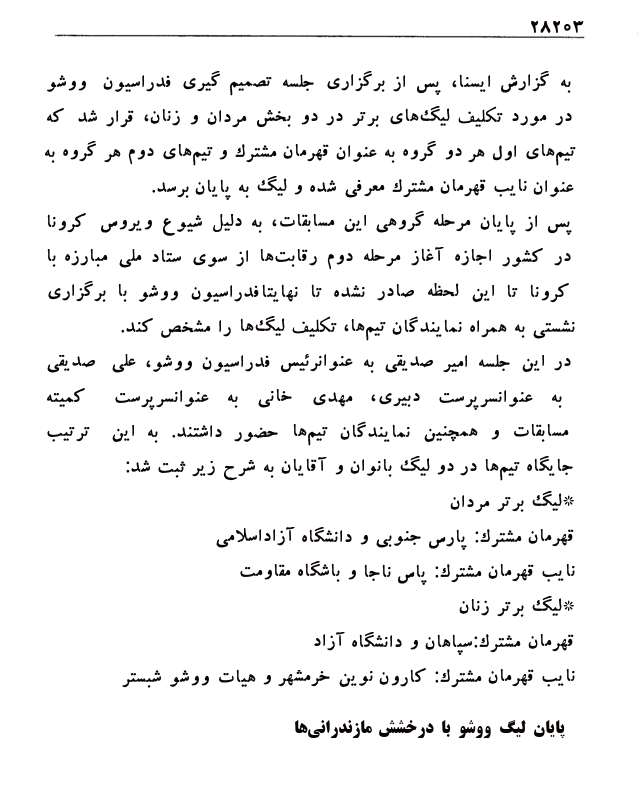 ۲۸۲۰۳
به گزارش ایسنا، پس از برگزاری جلسه تصمیم گیری فدراسیون ووشو
در مورد تکلیف لیگ‌های برتر در دو بخش مردان و زنان، قرار شد که
تیم‌های اول هر دو گروه به عنوان قهرمان مشترك و تیم‌های دوم هر گروه به
عنوان نایب قهرمان مشترك معرفی شده و لیگ به پایان برسد.
پس از پایان مرحله گروهی این مسابقات، به دلیل شیوع ویروس کرونا
در کشور اجازه آغاز مرحله دوم رقابت‌ها از سوی ستاد ملی مبارزه با
کرونا تا این لحظه صادر نشده تا نهایتافدراسیون ووشو با برگزاری
نشستی به همراه نمایندگان تیم‌ها، تکلیف لیگ‌ها را مشخص کند.
در این جلسه امیر صدیقی به عنوانرئیس فدراسیون ووشو، علی صدیقی
به عنوانسرپرست دبیری، مهدی خانی به عنوانسرپرست کمیته
مسابقات و همچنین نمایندگان تیم‌ها حضور داشتند. به این ترتیب
جایگاه تیم‌ها در دو لیگ بانوان و آقایان به شرح زیر ثبت شد:
*لیگ برتر مردان
قهرمان مشترك: پارس جنوبی و دانشگاه آزاداسلامی
نایب قهرمان مشترك: پاس ناجا و باشگاه مقاومت
*لیگ برتر زنان
قهرمان مشترك:سپاهان و دانشگاه آزاد
نایب قهرمان مشترك: کارون نوین خرمشهر و هیات ووشو شبستر
پایان لیگ ووشو با درخشش مازندرانی‌ها